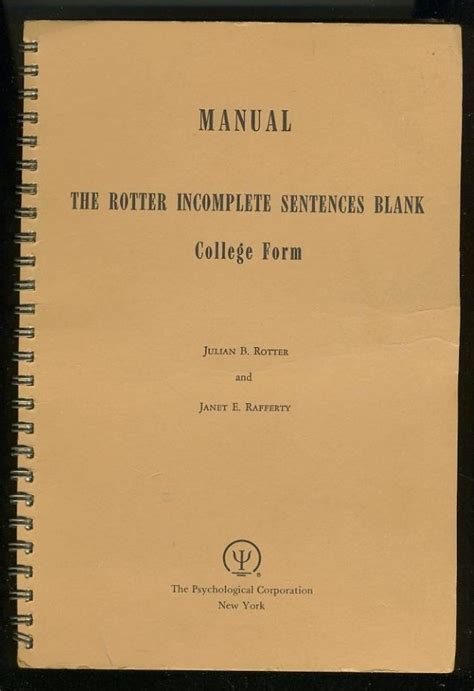 MANUAL
THE ROTTER INCOMPLETE SENTENCES BLANK
College Form
JULIAN B. ROTTER
and
JANET E. RAFFERTY
Ψ ®
The Psychological Corporation
New York